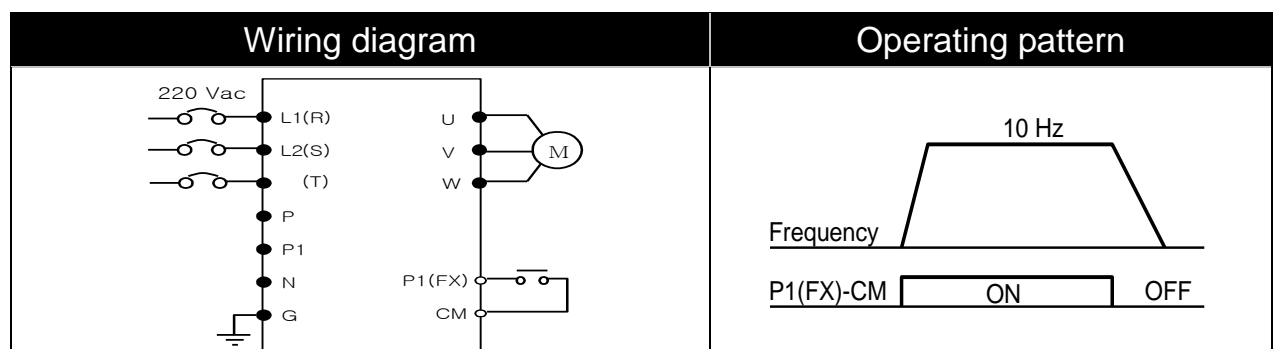 Wiring diagram
Operating pattern
220 Vac
L1(R)
L2(S)
(T)
P
P1
N
G
U
V
W
M
P1(FX)
CM
10 Hz
Frequency
P1(FX)-CM
ON
OFF